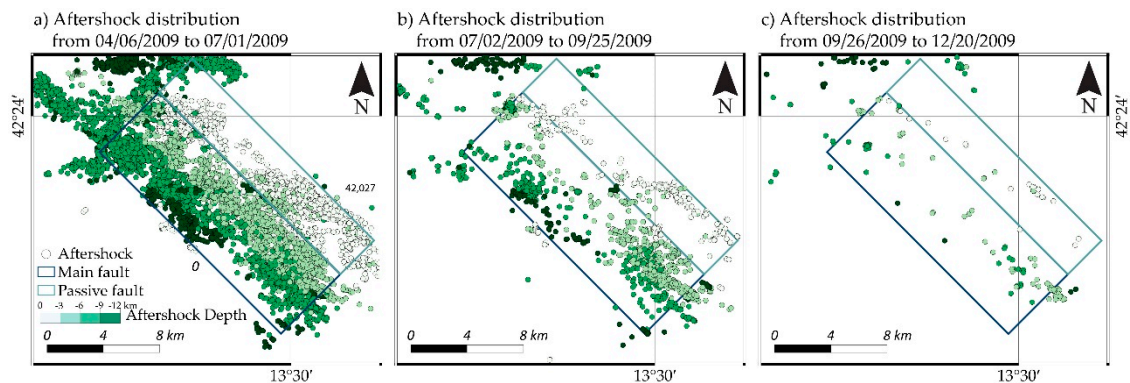 a) Aftershock distribution
from 04/06/2009 to 07/01/2009
b) Aftershock distribution
from 07/02/2009 to 09/25/2009
c) Aftershock distribution
from 09/26/2009 to 12/20/2009
N
N
N
42°24′
42°24′
42,027
0
Aftershock
Main fault
Passive fault
0 -3 -6 -9 -12 km
Aftershock Depth
0 4 8 km
0 4 8 km
0 4 8 km
13°30′
13°30′
13°30′